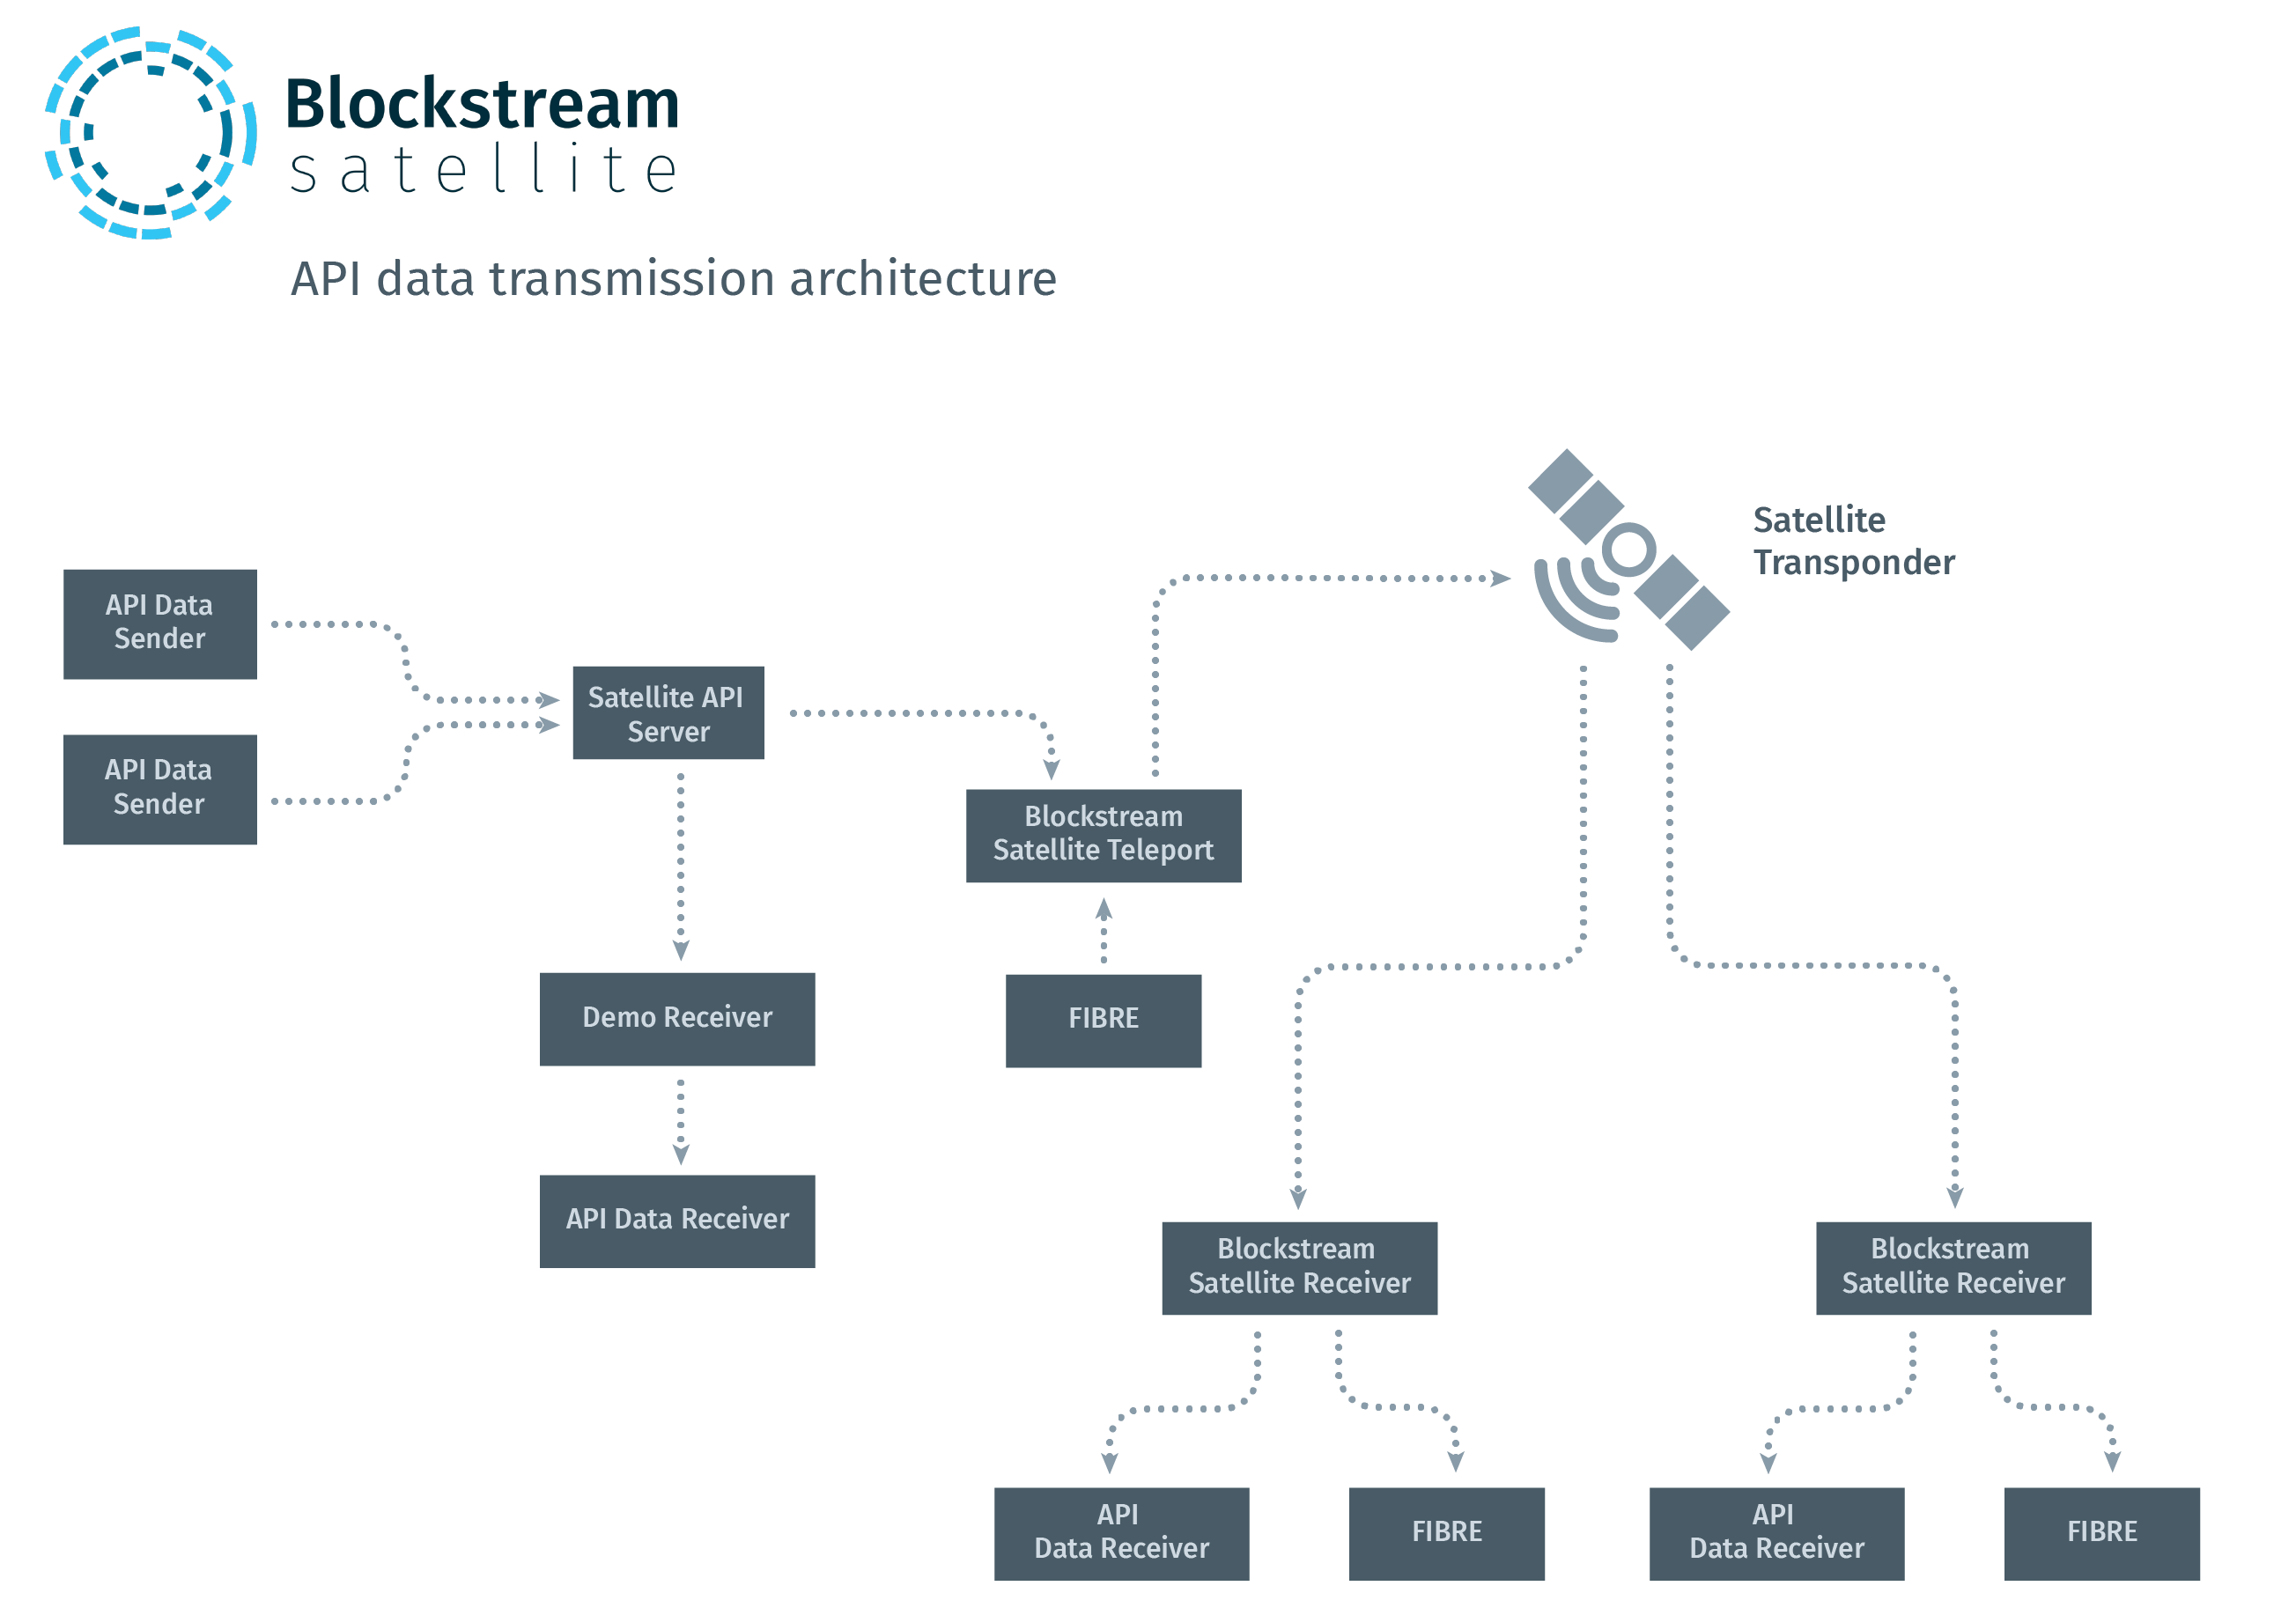 Blockstream
satellite
API data transmission architecture
Satellite
Transponder
API Data
Sender
API Data
Sender
Satellite API
Server
Blockstream
Satellite Teleport
Demo Receiver
FIBRE
API Data Receiver
Blockstream
Satellite Receiver
Blockstream
Satellite Receiver
API
Data Receiver
FIBRE
API
Data Receiver
FIBRE